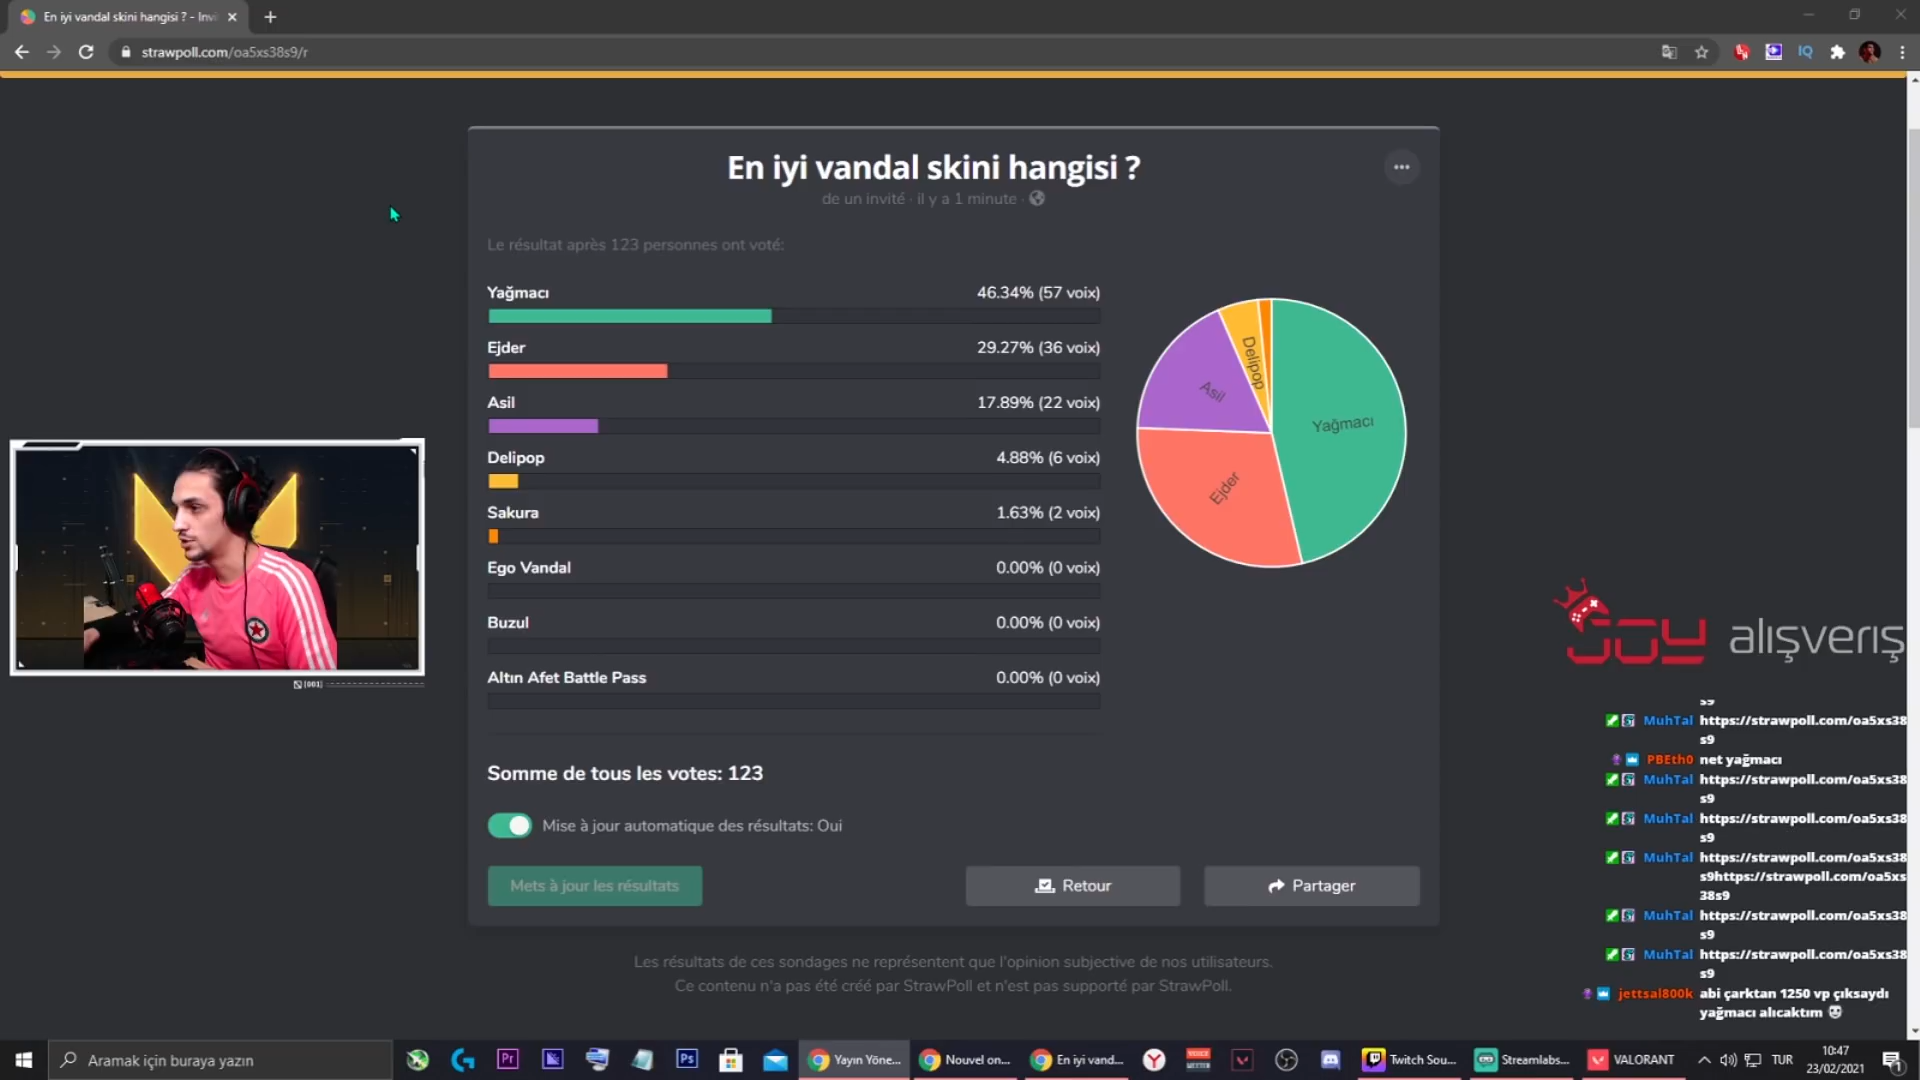 En iyi vandal skini hangisi ? - Invi
strawpoll.com/oa5xs38s9/r
En iyi vandal skini hangisi ?
de un invité · il y a 1 minute ·
Le résultat après 123 personnes ont voté:
Yağmacı 46.34% (57 voix)
Ejder 29.27% (36 voix)
Asil 17.89% (22 voix)
Delipop 4.88% (6 voix)
Sakura 1.63% (2 voix)
Ego Vandal 0.00% (0 voix)
Buzul 0.00% (0 voix)
Altın Afet Battle Pass 0.00% (0 voix)
Delipop
Asil
Yağmacı
Ejder
Somme de tous les votes: 123
Mise à jour automatique des résultats: Oui
Mets à jour les résultats
Retour
Partager
Les résultats de ces sondages ne représentent que l'opinion subjective de nos utilisateurs.
Ce contenu n'a pas été créé par StrawPoll et n'est pas supporté par StrawPoll.
[001]
JOY alışveriş
s9
MuhTal https://strawpoll.com/oa5xs38
s9
PBEth0 net yağmacı
MuhTal https://strawpoll.com/oa5xs38
s9
MuhTal https://strawpoll.com/oa5xs38
s9
MuhTal https://strawpoll.com/oa5xs38
s9https://strawpoll.com/oa5xs
38s9
MuhTal https://strawpoll.com/oa5xs38
s9
MuhTal https://strawpoll.com/oa5xs38
s9
jettsal800k abi çarktan 1250 vp çıksaydı
yağmacı alıcaktım
Aramak için buraya yazın
Pr
Ps
Yayın Yöne...
Nouvel on...
En iyi vand...
Twitch Sou...
Streamlabs...
VALORANT
TUR
10:47
23/02/2021
1
IQ